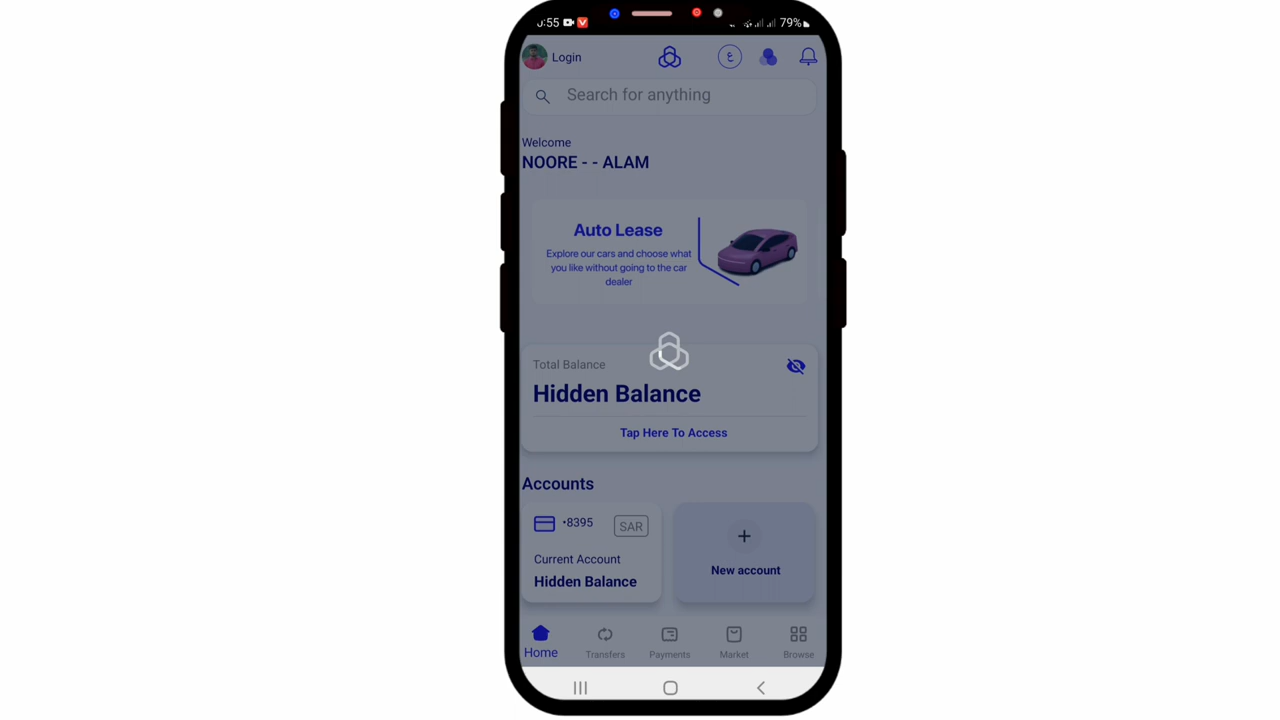 :55
79%
Login
ع
Search for anything
Welcome
NOORE - - ALAM
Auto Lease
Explore our cars and choose what
you like without going to the car
dealer
Total Balance
Hidden Balance
Tap Here To Access
Accounts
•8395
SAR
Current Account
Hidden Balance
+
New account
Home
Transfers
Payments
Market
Browse